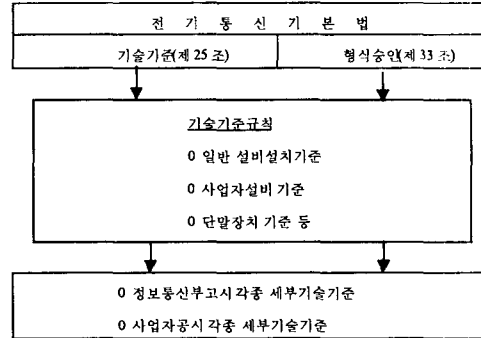 전 기 통 신 기 본 법
기술기준(제 25 조) 형식승인(제 33 조)
기술기준규칙
0 일반 설비설치기준
0 사업자설비 기준
0 단말장치 기준 등
0 정보통신부고시 각종 세부기술기준
0 사업자공시 각종 세부기술기준